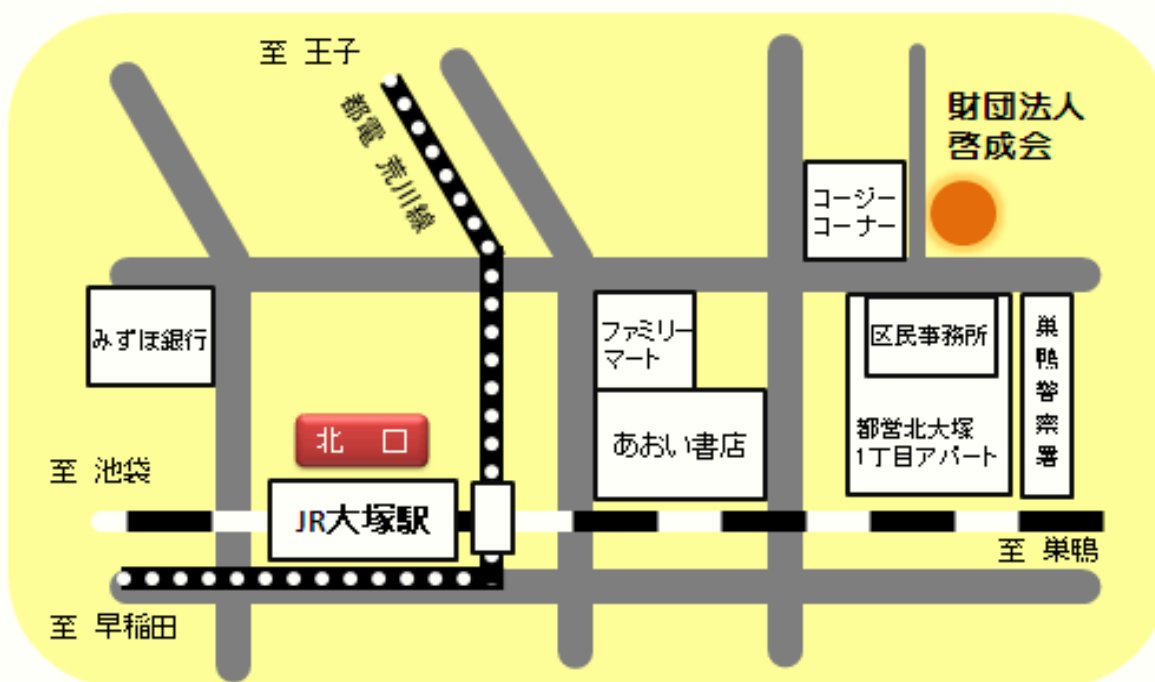 至 王子
都電 荒川線
財団法人
啓成会
コージー
コーナー
みずほ銀行
ファミリー
マート
区民事務所
巣鴨警察署
北 口
あおい書店
都営北大塚
1丁目アパート
至 池袋
JR大塚駅
至 巣鴨
至 早稲田